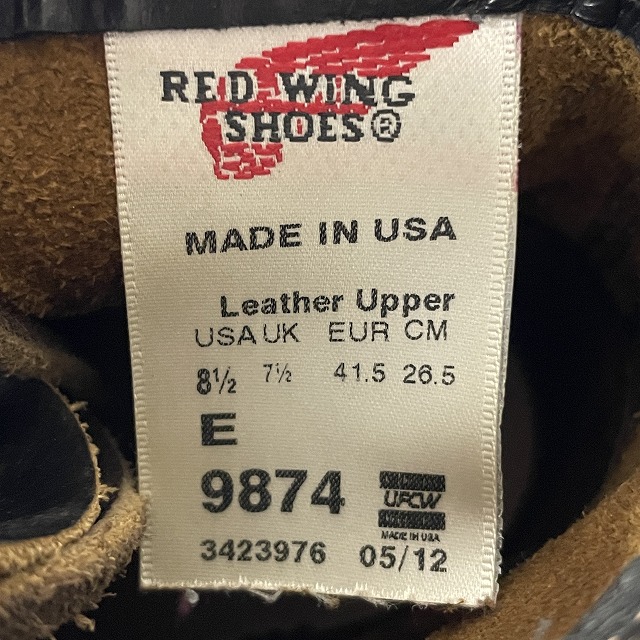 RED WING
SHOES®
MADE IN USA
Leather Upper
USA UK EUR CM
8½ 7½ 41.5 26.5
E
9874
UFCW
MADE IN USA
3423976 05/12